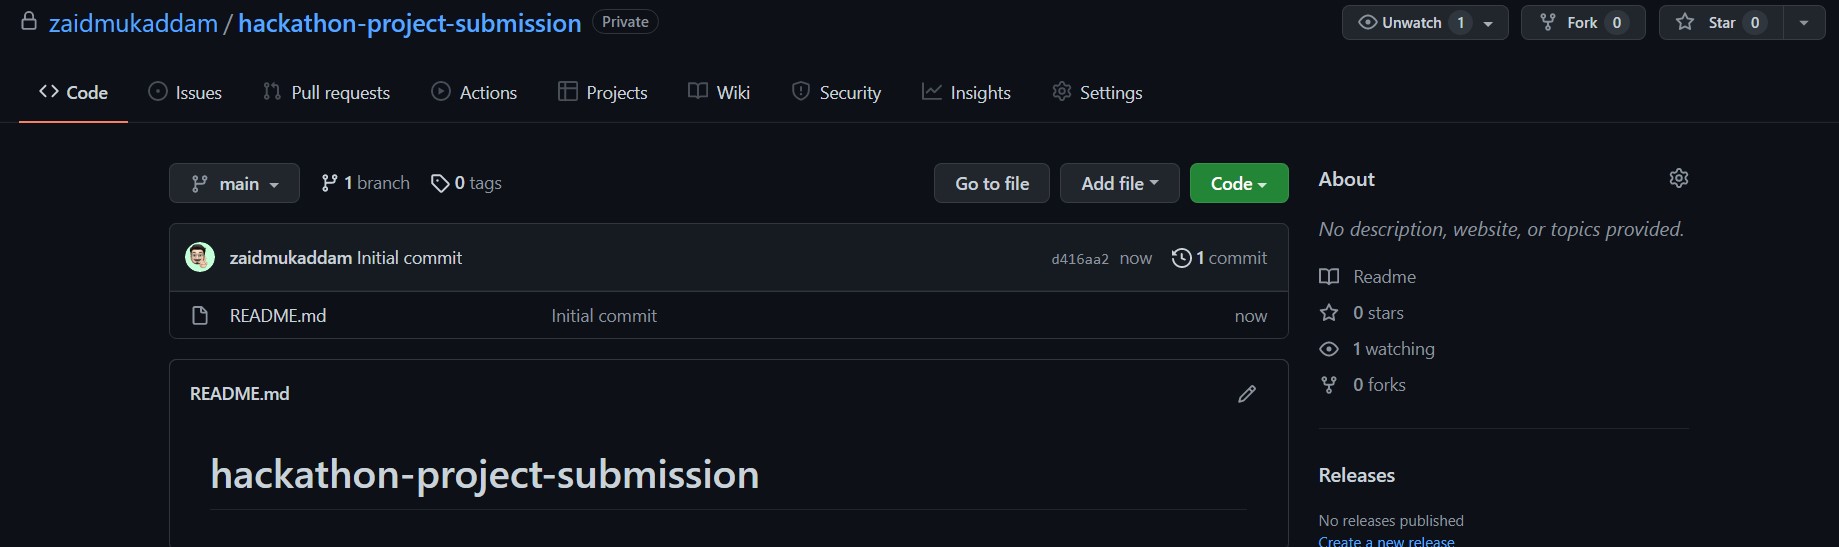 zaidmukaddam / hackathon-project-submission Private Unwatch 1 Fork 0 Star 0
Code Issues Pull requests Actions Projects Wiki Security Insights Settings
main 1 branch 0 tags Go to file Add file Code
zaidmukaddam Initial commit d416aa2 now 1 commit
README.md Initial commit now
README.md
hackathon-project-submission
About
No description, website, or topics provided.
Readme
0 stars
1 watching
0 forks
Releases
No releases published
Create a new release